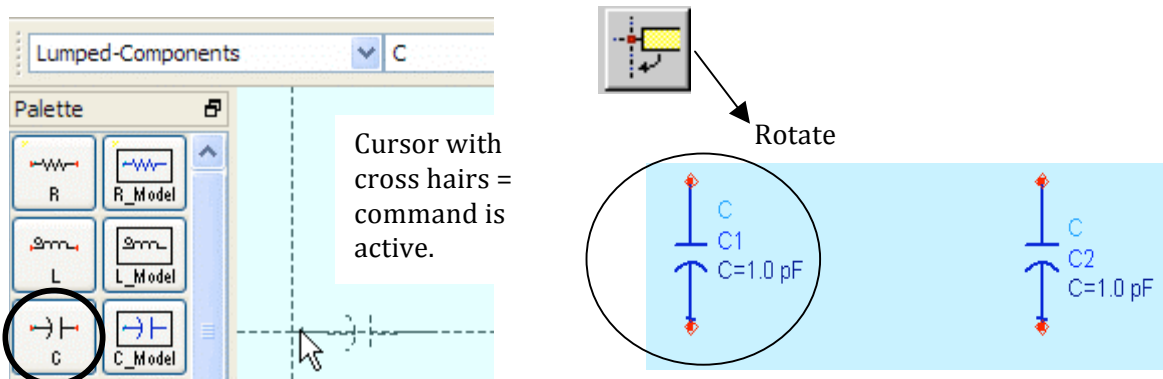 Lumped-Components
C
Palette
R
R_Model
L
L_Model
C
C_Model
Cursor with
cross hairs =
command is
active.
Rotate
C
C1
C=1.0 pF
C
C2
C=1.0 pF